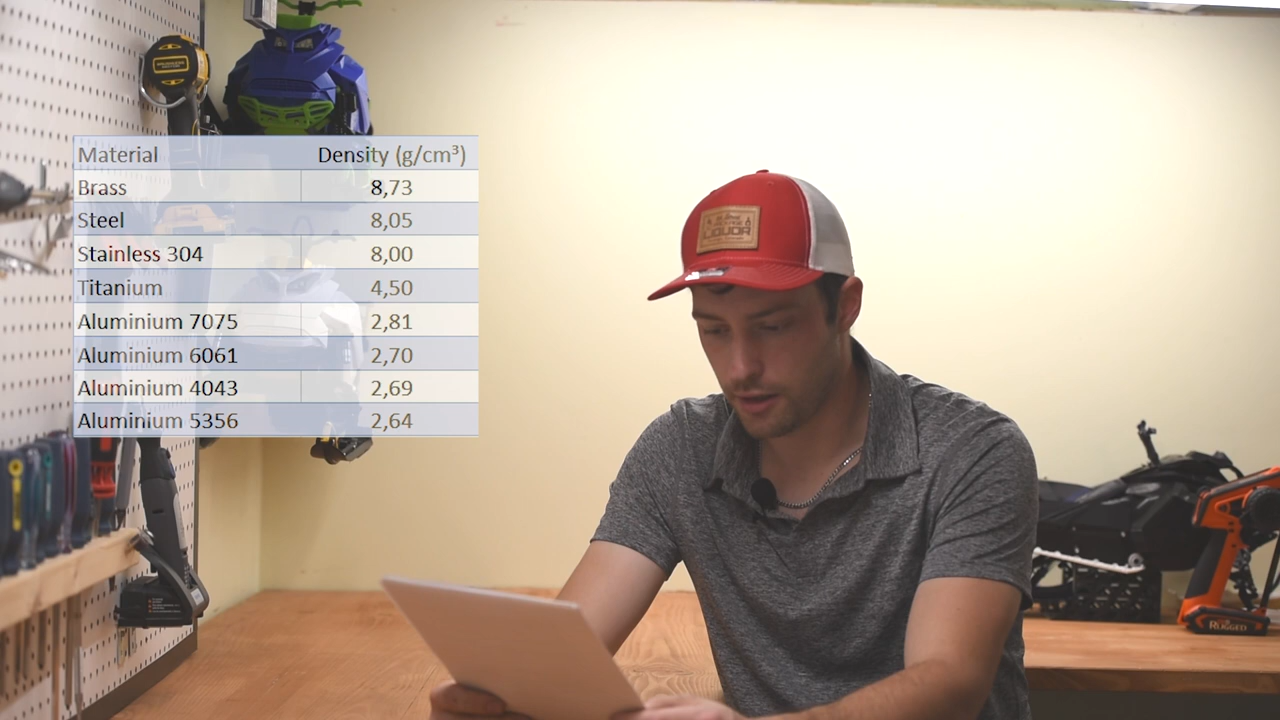 Material Density (g/cm³)
Brass 8,73
Steel 8,05
Stainless 304 8,00
Titanium 4,50
Aluminium 7075 2,81
Aluminium 6061 2,70
Aluminium 4043 2,69
Aluminium 5356 2,64
LIQUOR
RUGGED